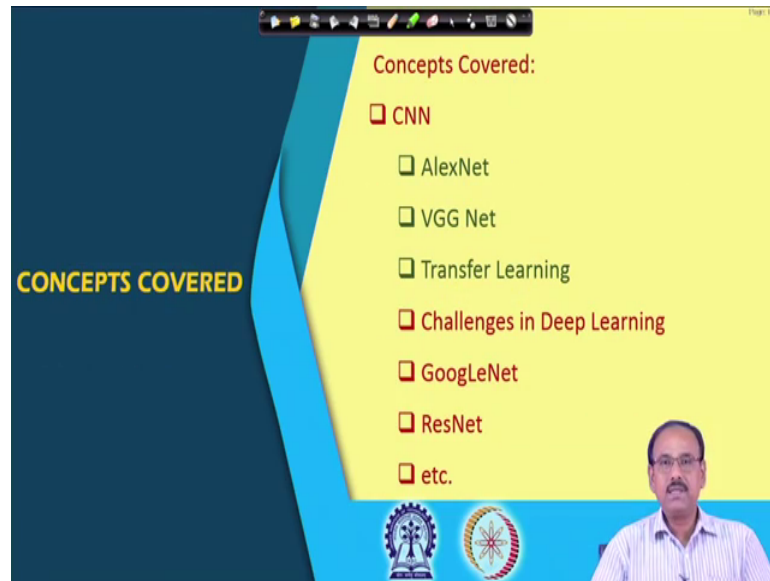 Concepts Covered:
CNN
AlexNet
VGG Net
Transfer Learning
CONCEPTS COVERED
Challenges in Deep Learning
GoogLeNet
ResNet
etc.